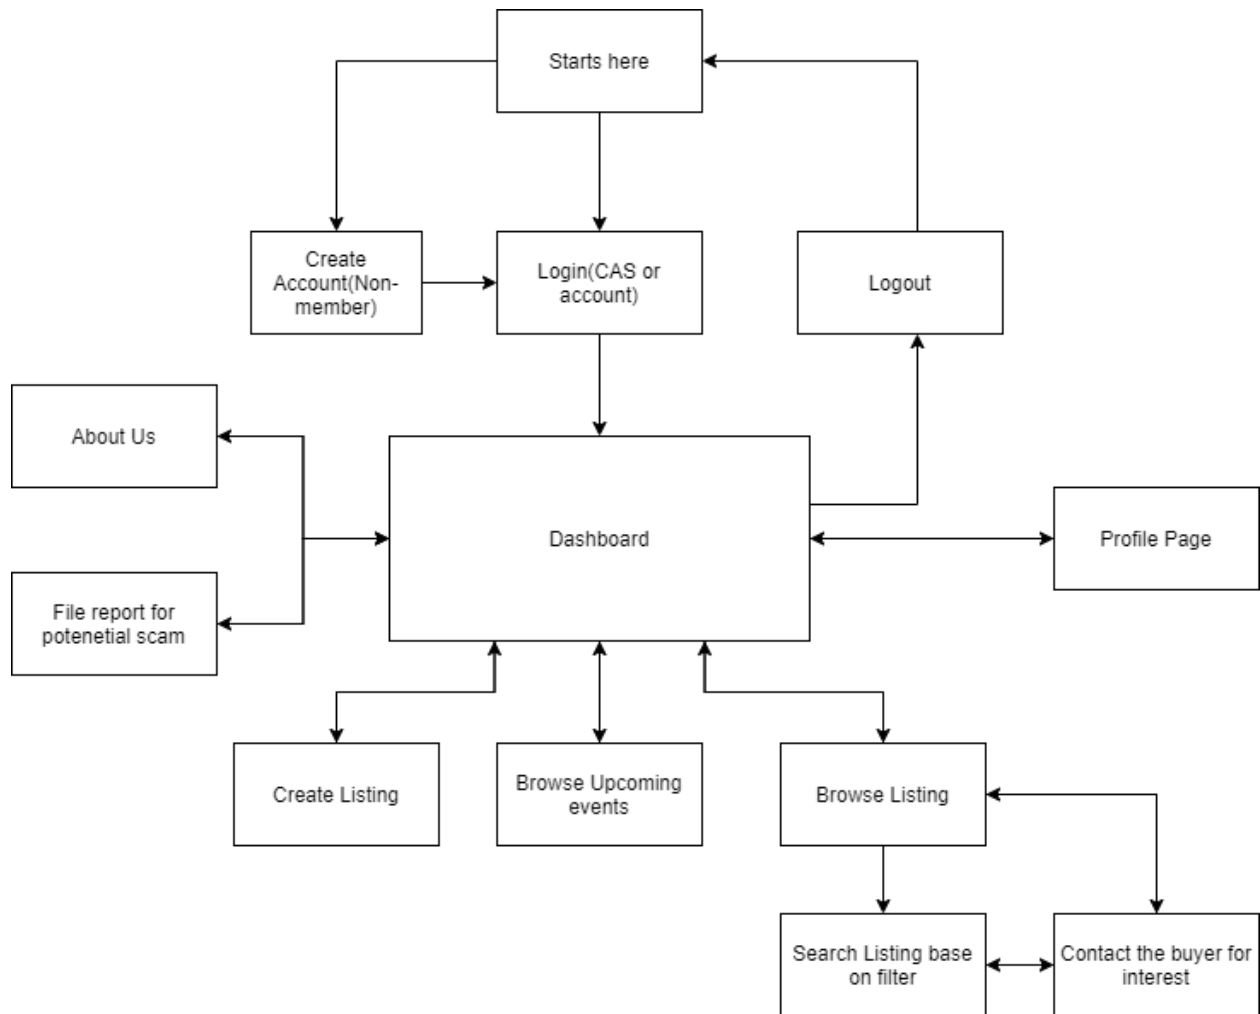 Starts here
Create
Account(Non-
member)
Login(CAS or
account)
Logout
About Us
Dashboard
Profile Page
File report for
potenetial scam
Create Listing
Browse Upcoming
events
Browse Listing
Search Listing base
on filter
Contact the buyer for
interest